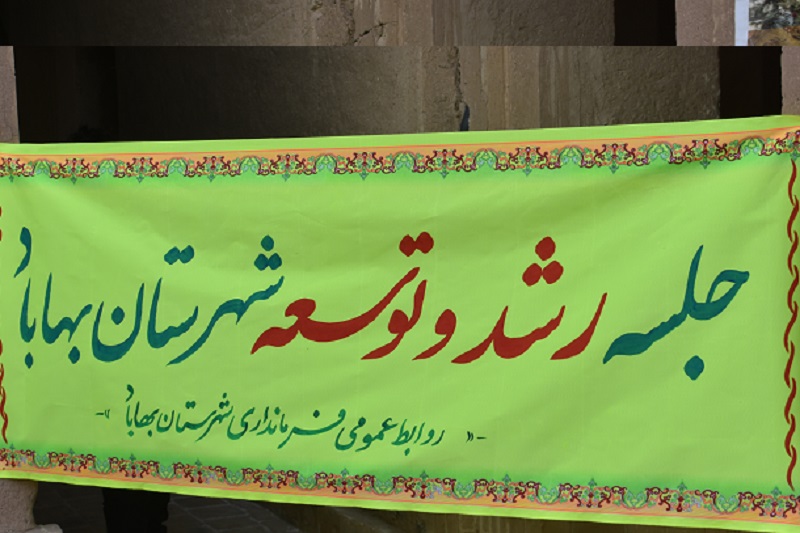 جلسه رشد و توسعه شهرستان بهاباد
-» روابط عمومی فرمانداری شهرستان بهاباد «-